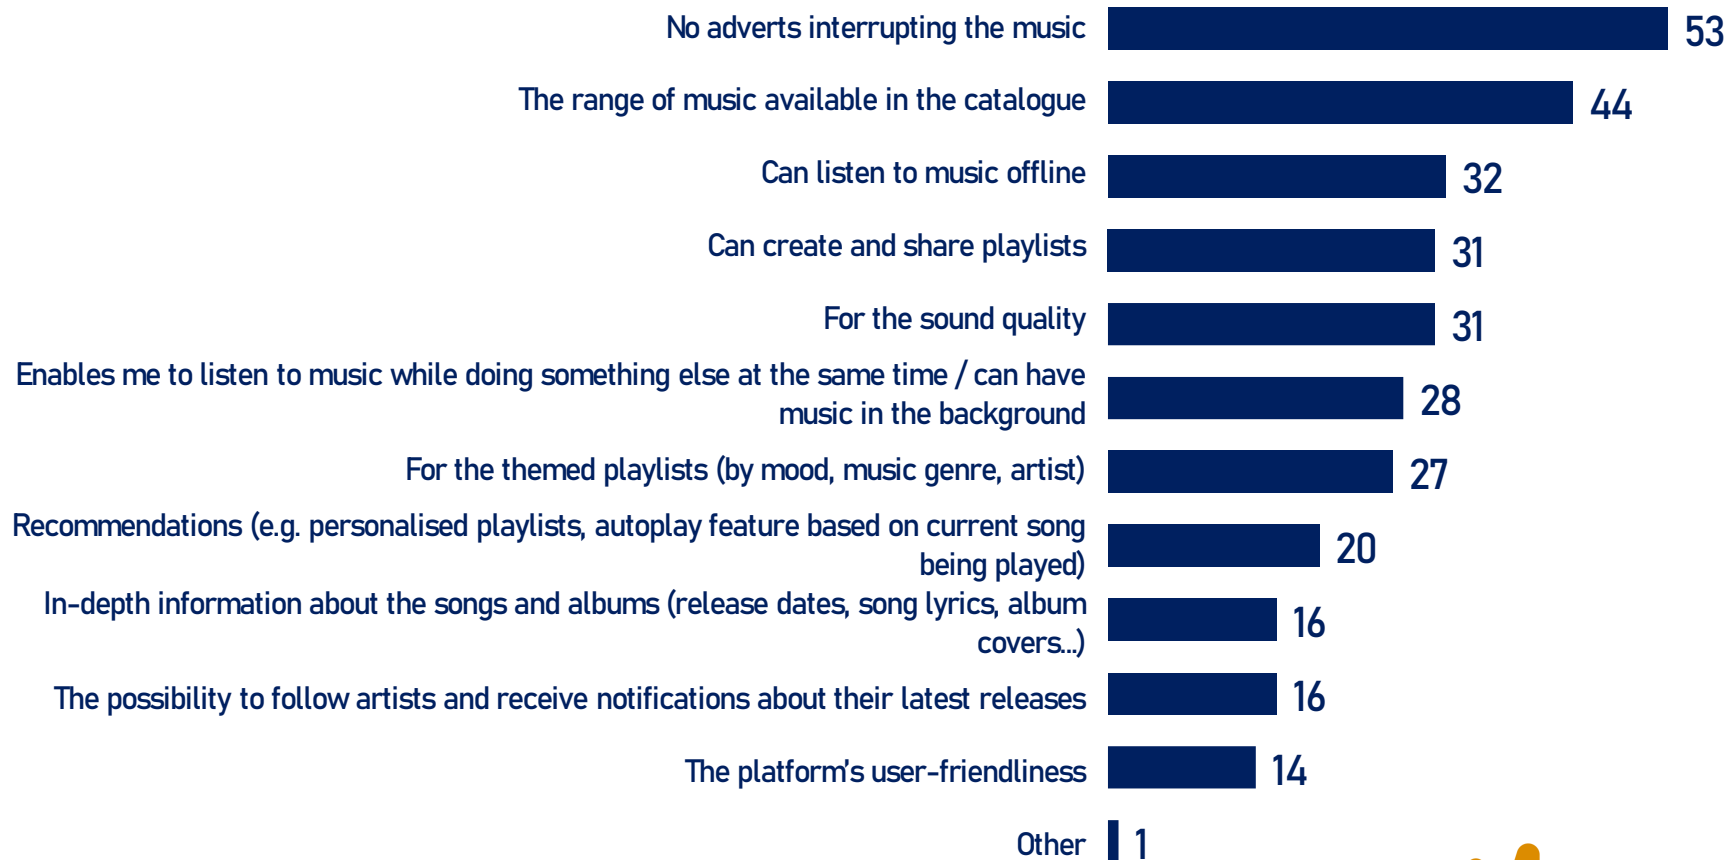 No adverts interrupting the music 53
The range of music available in the catalogue 44
Can listen to music offline 32
Can create and share playlists 31
For the sound quality 31
Enables me to listen to music while doing something else at the same time / can have
music in the background 28
For the themed playlists (by mood, music genre, artist) 27
Recommendations (e.g. personalised playlists, autoplay feature based on current song
being played) 20
In-depth information about the songs and albums (release dates, song lyrics, album
covers...) 16
The possibility to follow artists and receive notifications about their latest releases 16
The platform's user-friendliness 14
Other 1